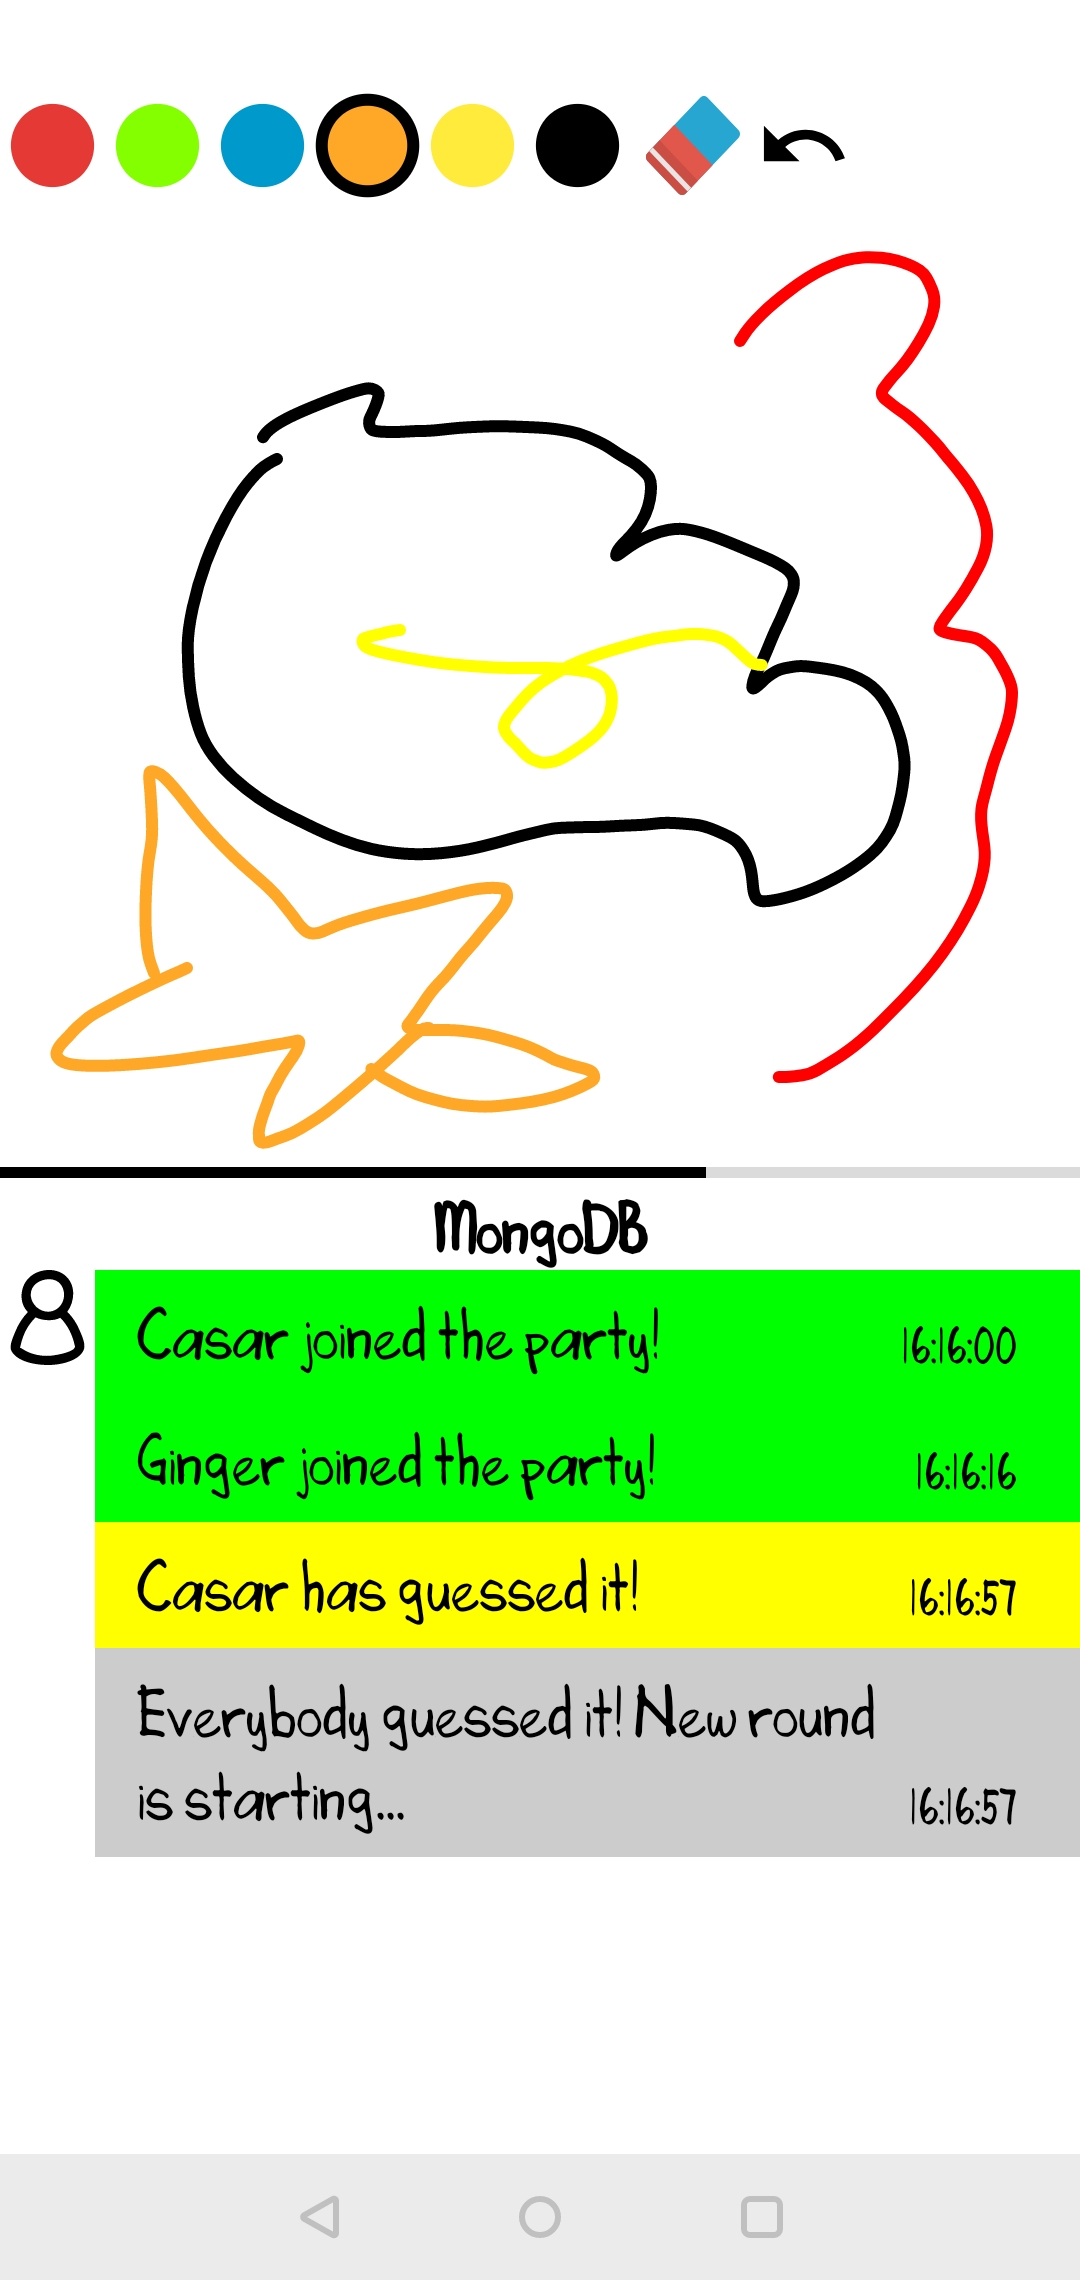 MongoDB
Casar joined the party! 16:16:00
Ginger joined the party! 16:16:16
Casar has guessed it! 16:16:57
Everybody guessed it! New round
is starting... 16:16:57